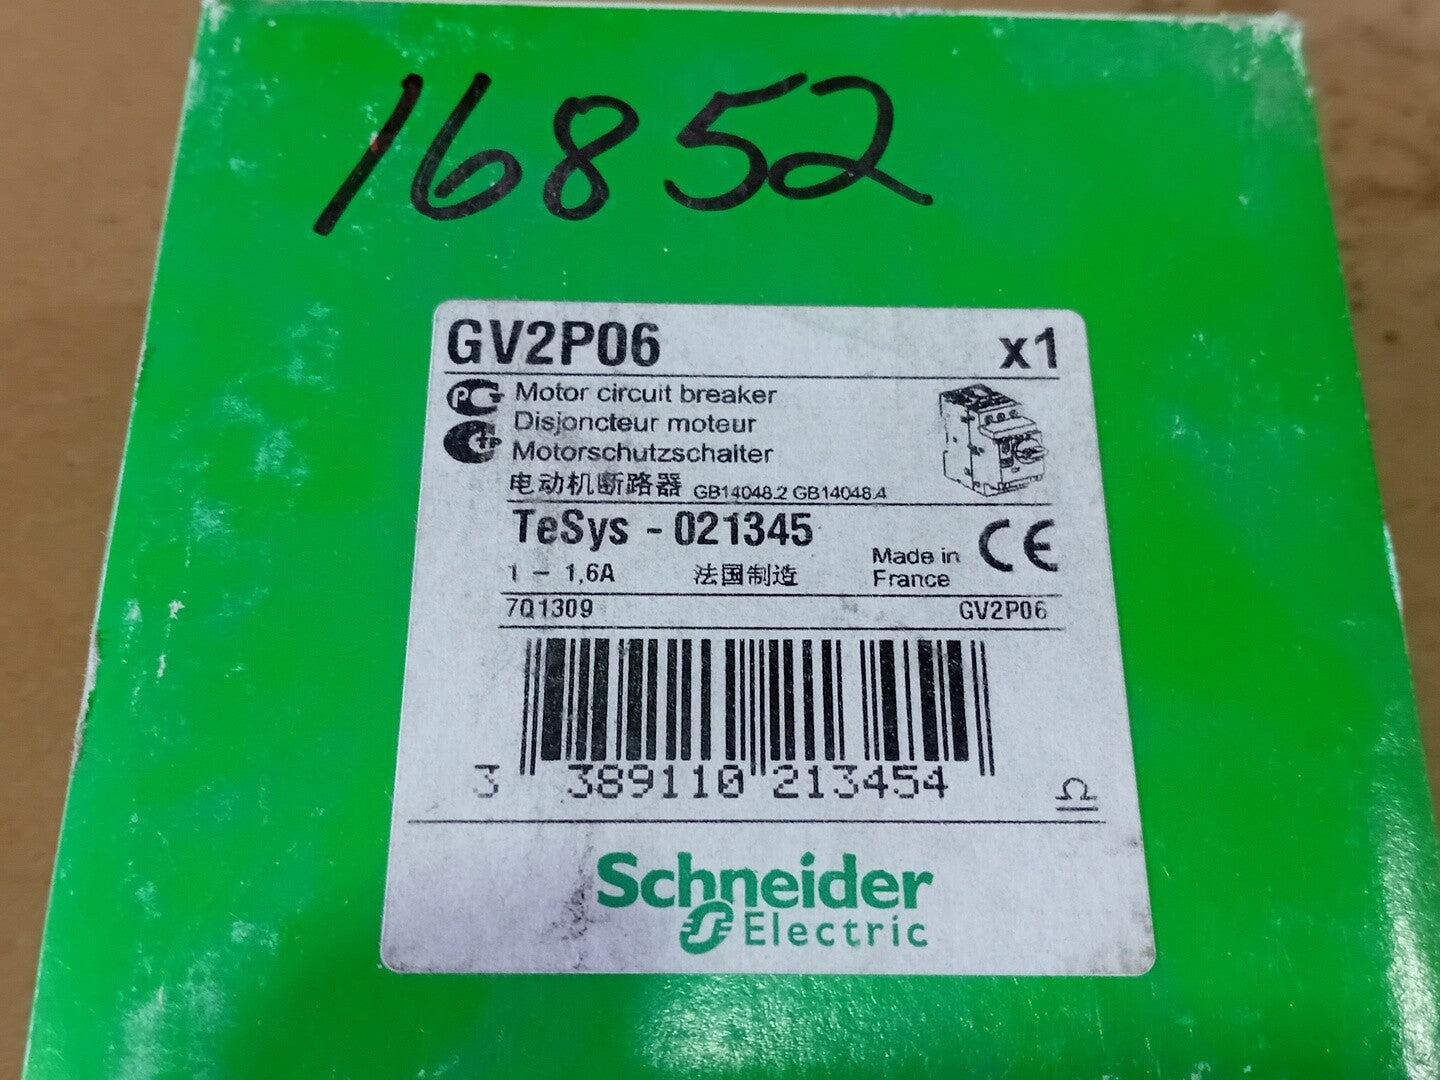 16852
GV2P06 x1
Motor circuit breaker
Disjoncteur moteur
Motorschutzschalter
电动机断路器 GB14048.2 GB14048.4
TeSys - 021345
1 - 1,6A 法国制造 Made in France CE
7Q1309 GV2P06
3 389110 213454
Schneider
Electric